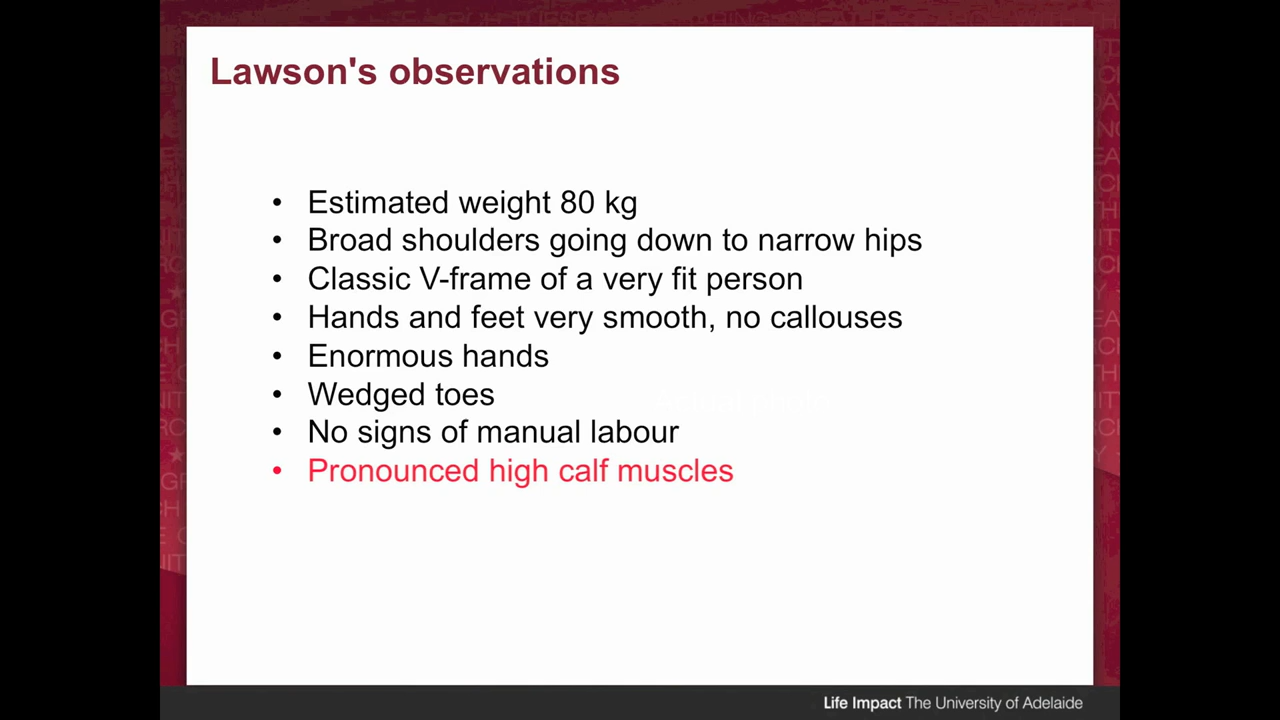 Lawson's observations
• Estimated weight 80 kg
• Broad shoulders going down to narrow hips
• Classic V-frame of a very fit person
• Hands and feet very smooth, no callouses
• Enormous hands
• Wedged toes
• No signs of manual labour
• Pronounced high calf muscles
Life Impact The University of Adelaide